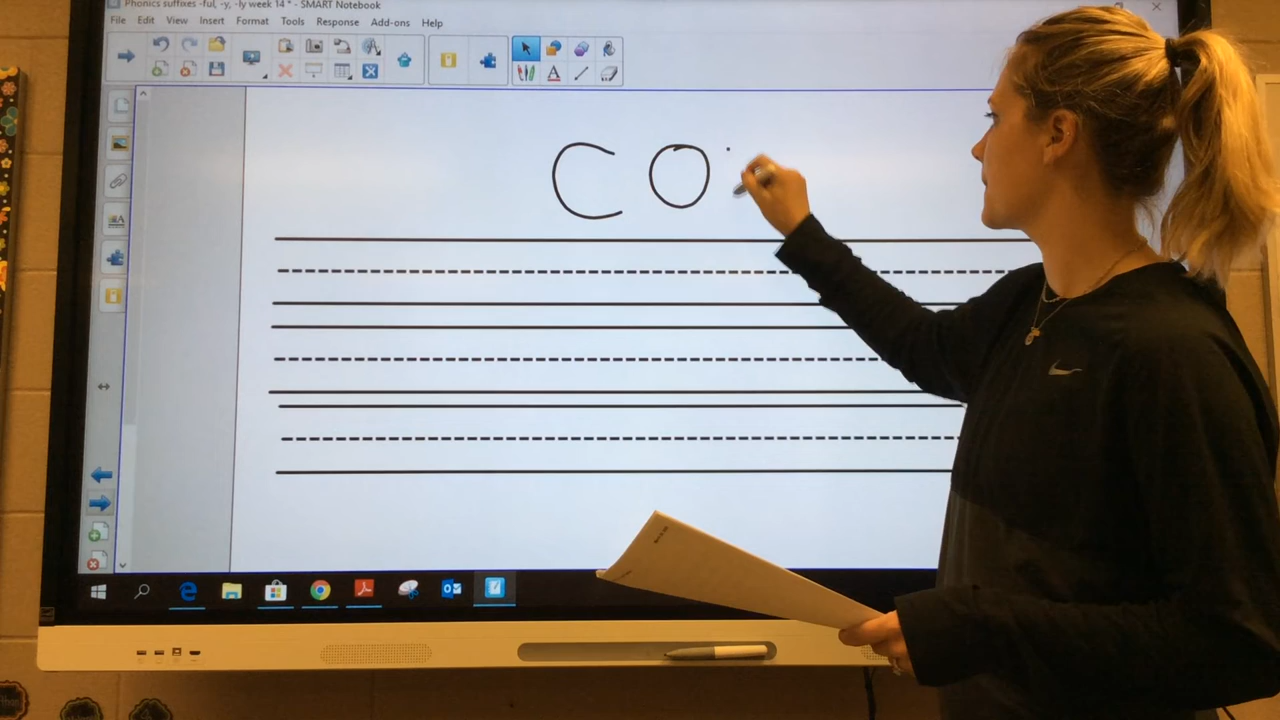 Phonics suffixes -ful, -y, -ly week 14 * - SMART Notebook
File Edit View Insert Format Tools Response Add-ons Help
C O